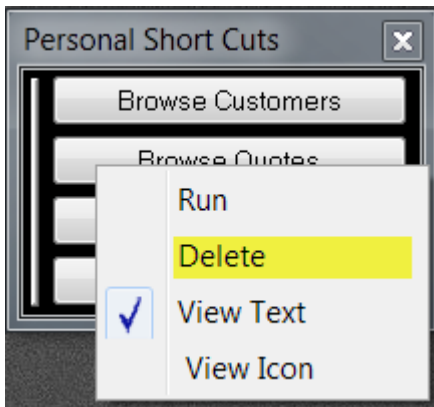 Personal Short Cuts
Browse Customers
Browse Quotes
Run
Delete
View Text
View Icon